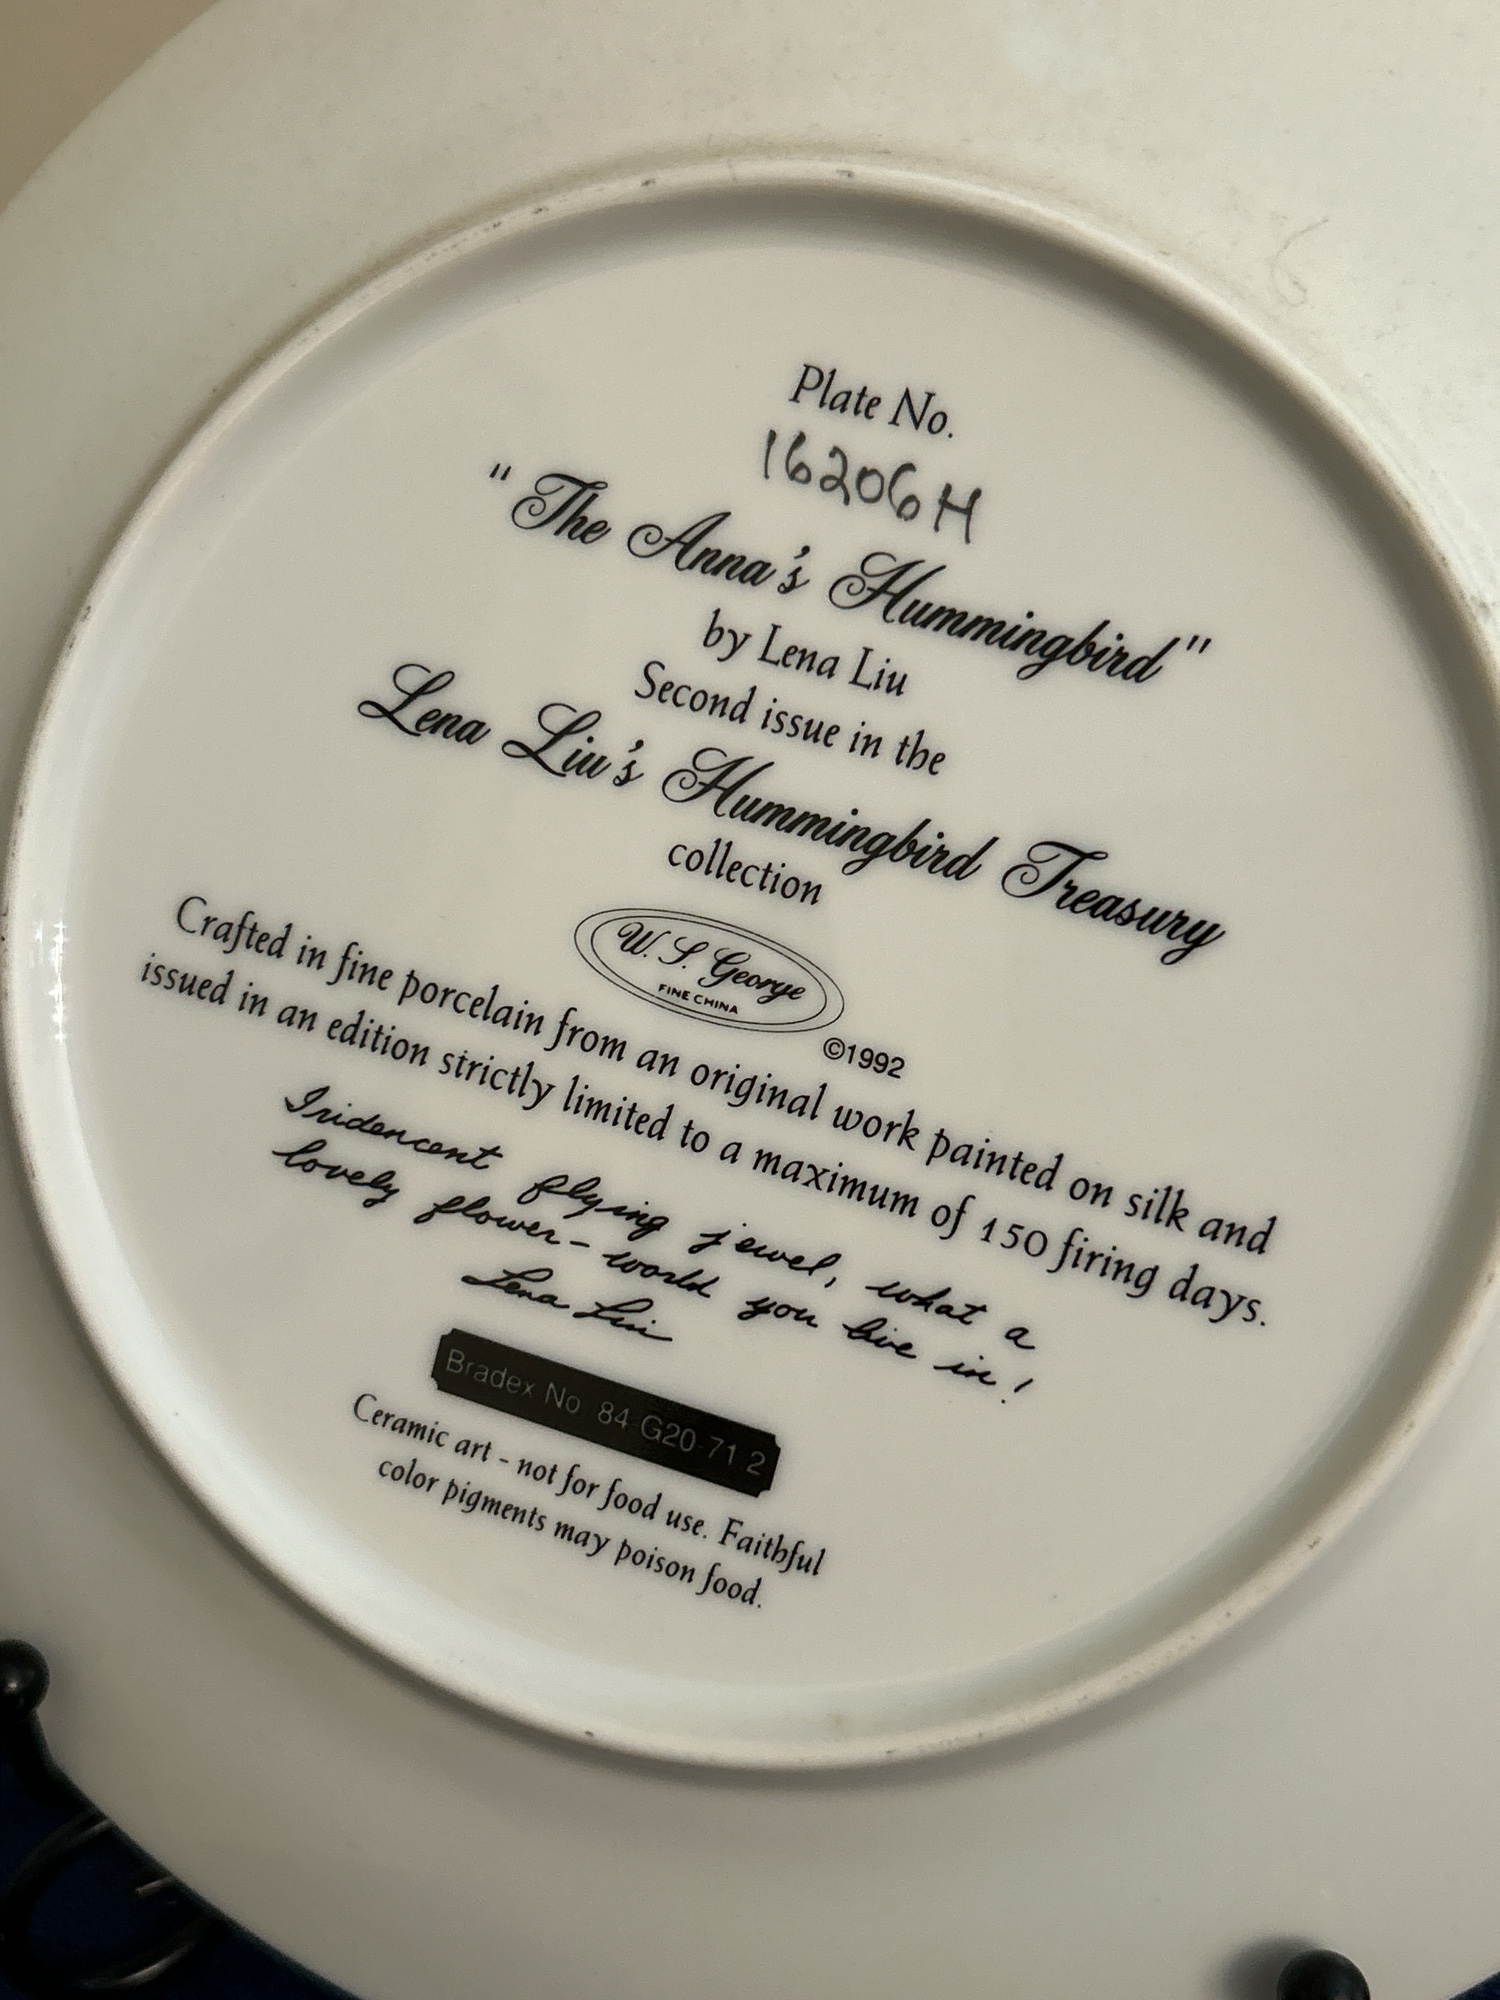 Plate No.
16206H
"The Anna's Hummingbird"
by Lena Liu
Second issue in the
Lena Liu's Hummingbird Treasury
collection
W. S. George
FINE CHINA
©1992
Crafted in fine porcelain from an original work painted on silk and
issued in an edition strictly limited to a maximum of 150 firing days.
Iridencent flying jewel, what a
lovely flower-world you live in!
Lena Liu
Bradex No 84-G20-71.2
Ceramic art - not for food use. Faithful
color pigments may poison food.